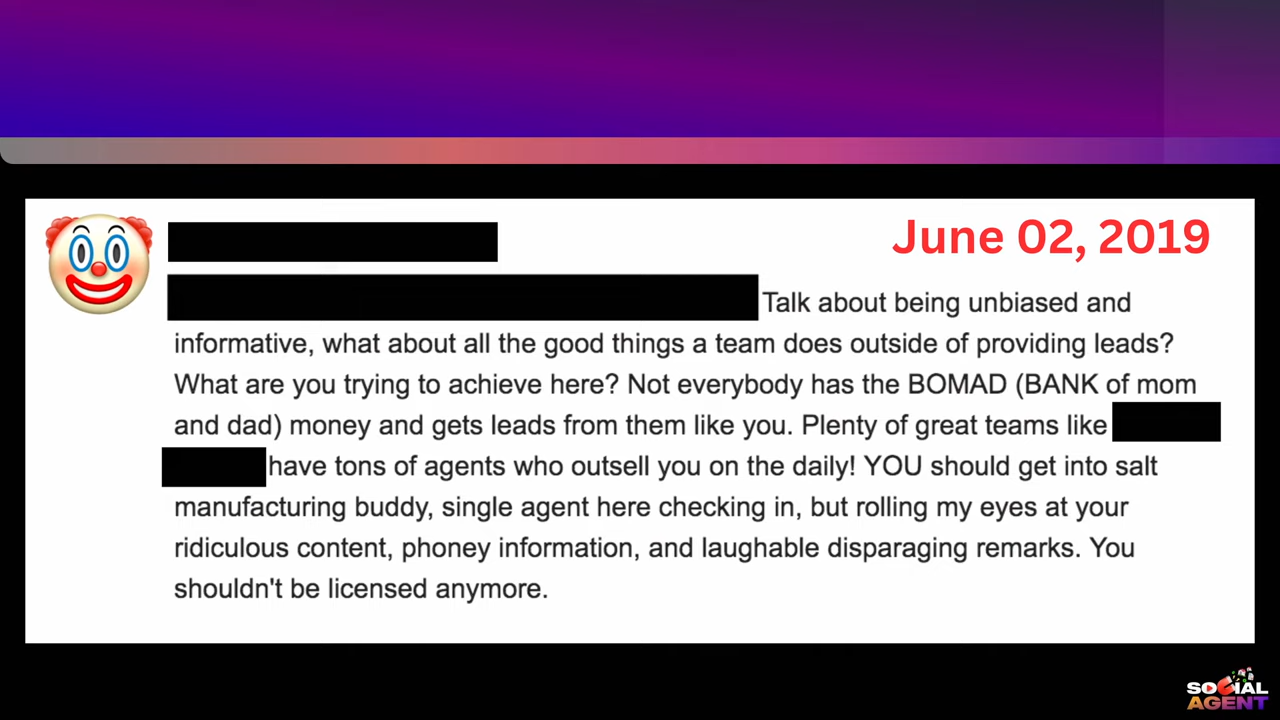 June 02, 2019
Talk about being unbiased and
informative, what about all the good things a team does outside of providing leads?
What are you trying to achieve here? Not everybody has the BOMAD (BANK of mom
and dad) money and gets leads from them like you. Plenty of great teams like
have tons of agents who outsell you on the daily! YOU should get into salt
manufacturing buddy, single agent here checking in, but rolling my eyes at your
ridiculous content, phoney information, and laughable disparaging remarks. You
shouldn't be licensed anymore.
SOCIAL
AGENT